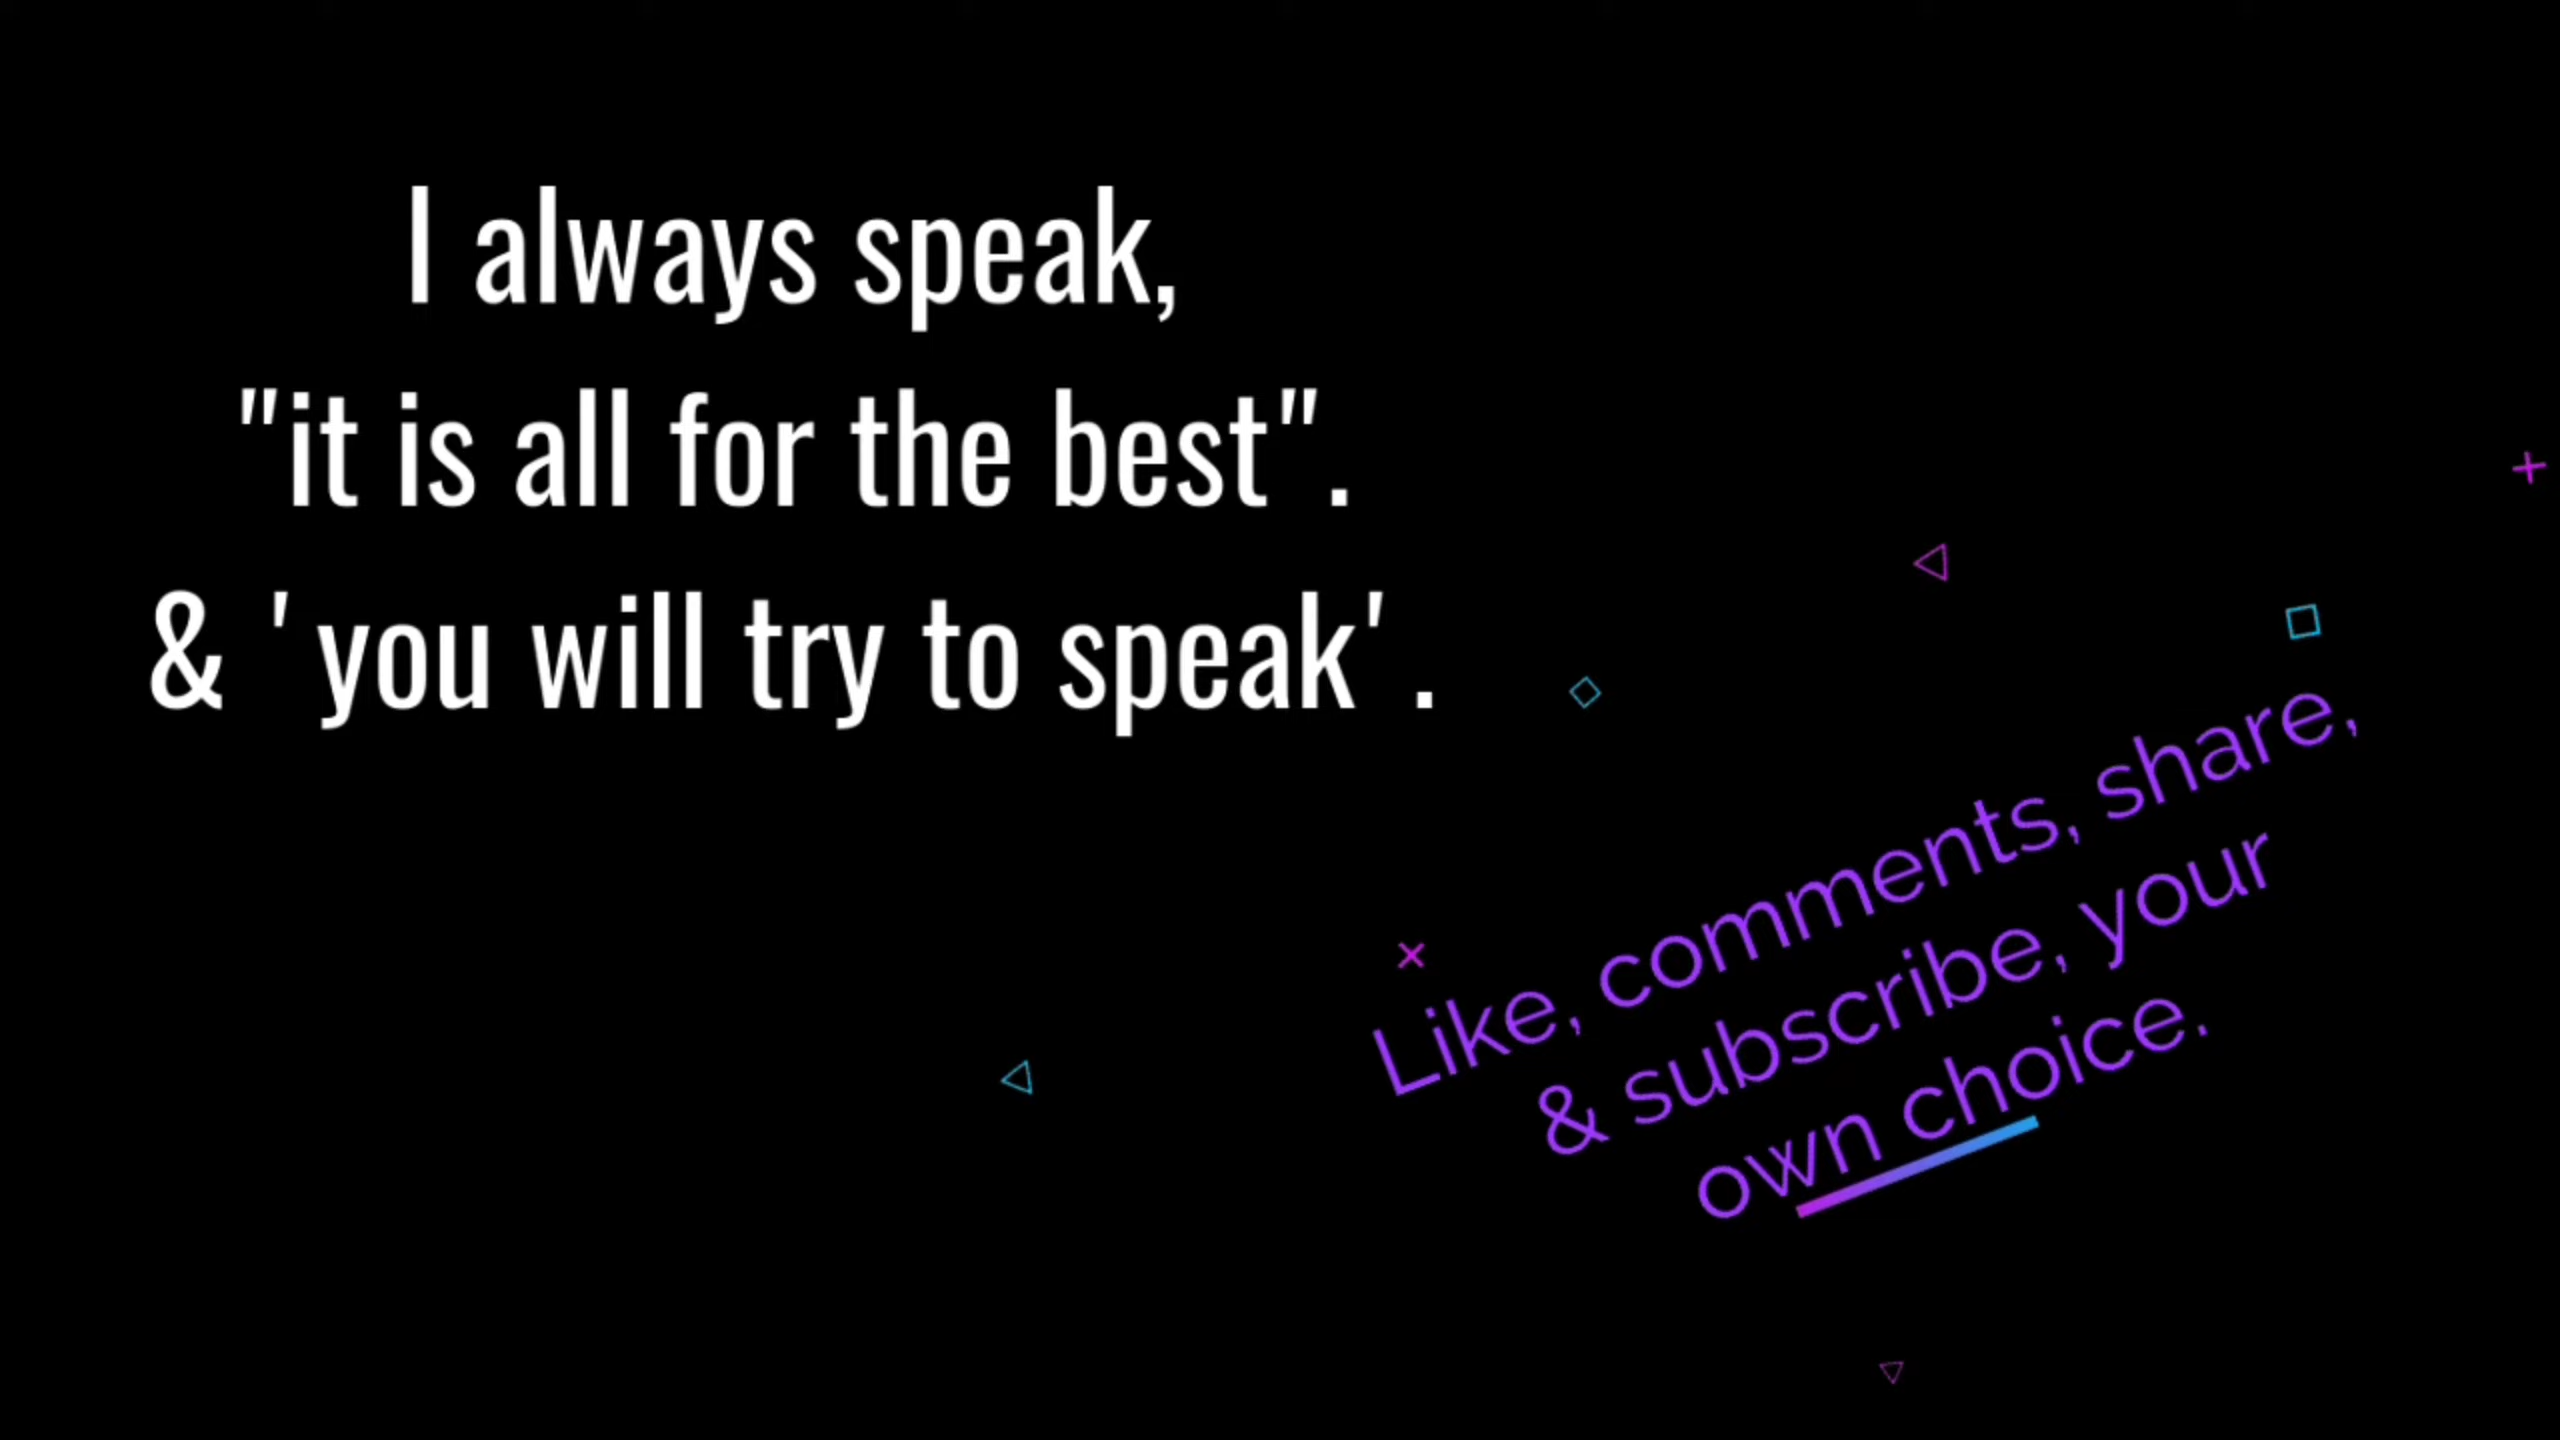 I always speak,
"it is all for the best".
& 'you will try to speak'.
Like, comments, share,
& subscribe, your
own choice.